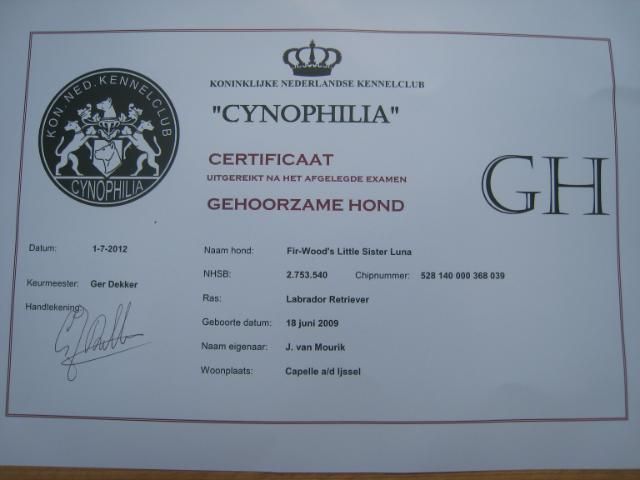 KONINKLIJKE NEDERLANDSE KENNELCLUB
"CYNOPHILIA"
KON. NED. KENNELCLUB
CYNOPHILIA
CERTIFICAAT
UITGEREIKT NA HET AFGELEGDE EXAMEN
GEHOORZAME HOND
GH
Datum: 1-7-2012
Keurmeester: Ger Dekker
Handtekening:
Naam hond: Fir-Wood's Little Sister Luna
NHSB: 2.753.540 Chipnummer: 528 140 000 368 039
Ras: Labrador Retriever
Geboorte datum: 18 juni 2009
Naam eigenaar: J. van Mourik
Woonplaats: Capelle a/d Ijssel